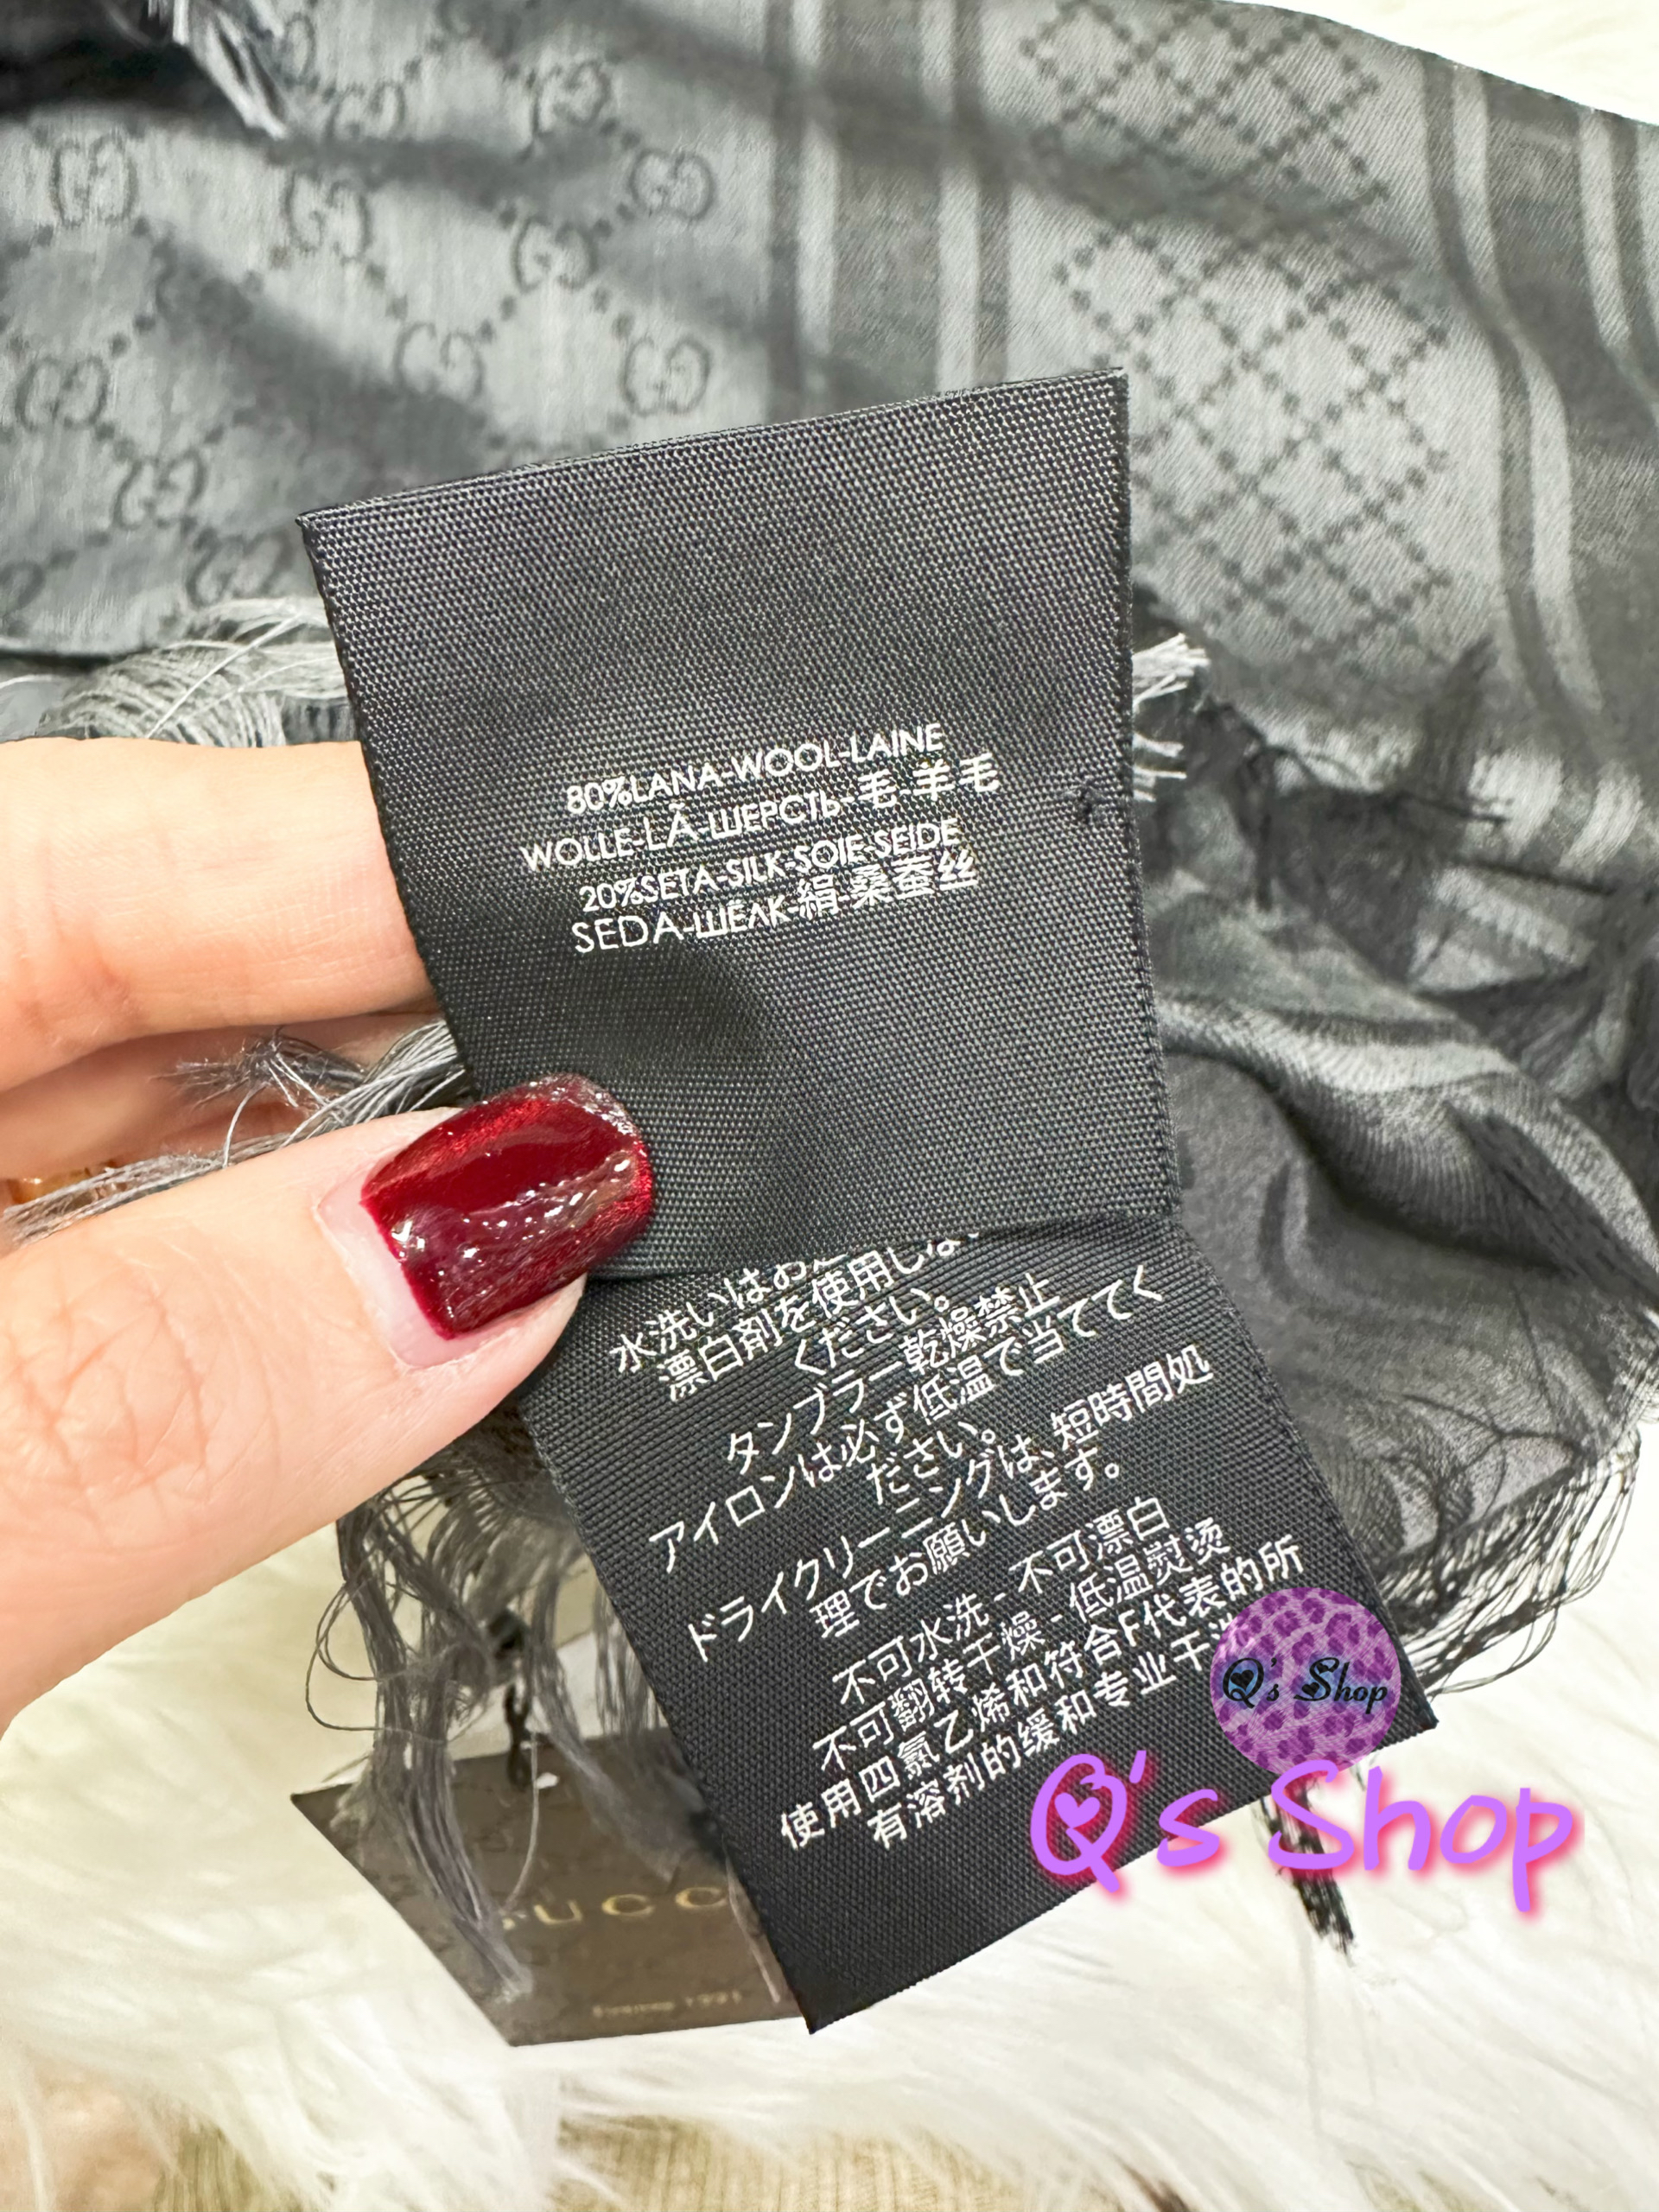 80%LANA-WOOL-LAINE
WOLLE-LÃ-ШЕРСТЬ-毛-羊毛
20%SETA-SILK-SOIE-SEIDE
SEDA-ШЕЛК-絹-桑蚕丝
水洗いはお
漂白剤を使用しな
ください。
タンブラー乾燥禁止
アイロンは必ず低温で当ててく
ださい。
ドライクリーニングは、短時間処
理でお願いします。
不可水洗 - 不可漂白
不可翻转干燥 - 低温熨烫
使用四氯乙烯和符合F代表的所
有溶剂的缓和专业干
Q's Shop
Q's Shop
GUCC